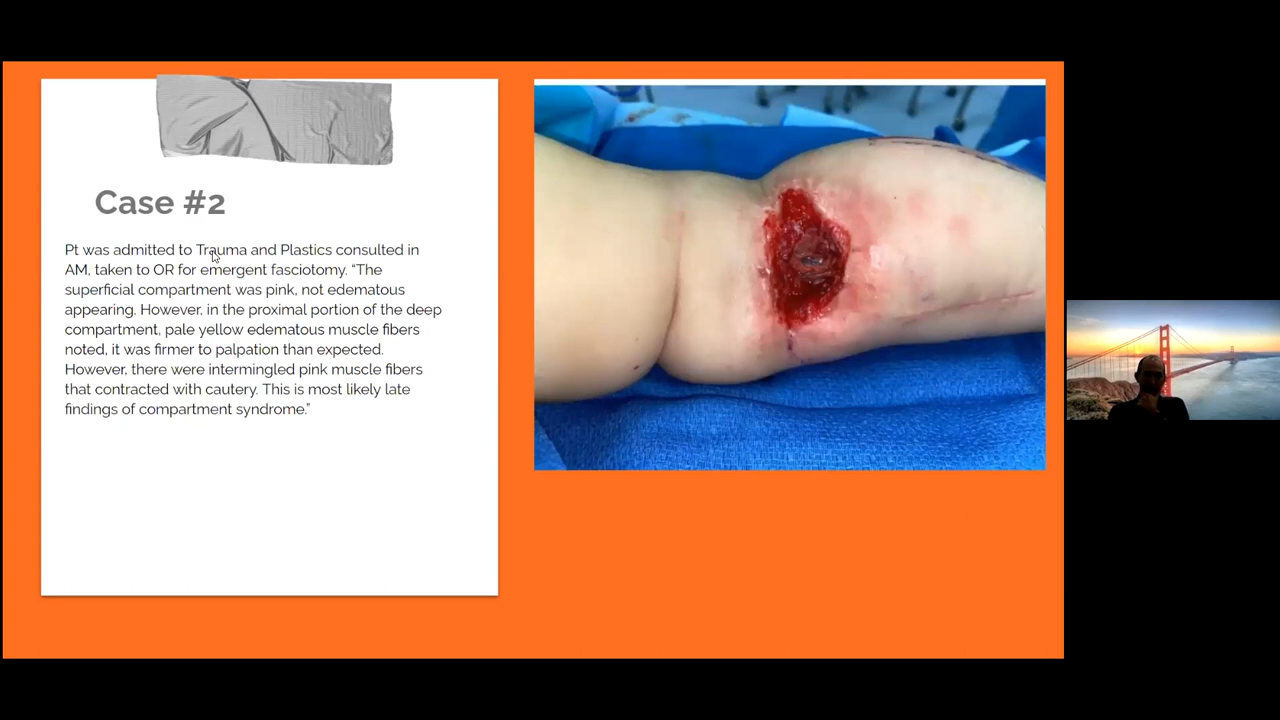 Case #2
Pt was admitted to Trauma and Plastics consulted in
AM, taken to OR for emergent fasciotomy. “The
superficial compartment was pink, not edematous
appearing. However, in the proximal portion of the deep
compartment, pale yellow edematous muscle fibers
noted, it was firmer to palpation than expected.
However, there were intermingled pink muscle fibers
that contracted with cautery. This is most likely late
findings of compartment syndrome.”